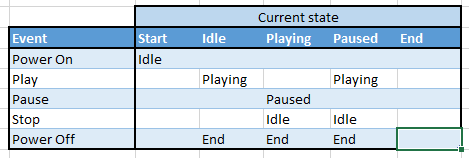 Current state
Event Start Idle Playing Paused End
Power On Idle
Play Playing Playing
Pause Paused
Stop Idle Idle
Power Off End End End